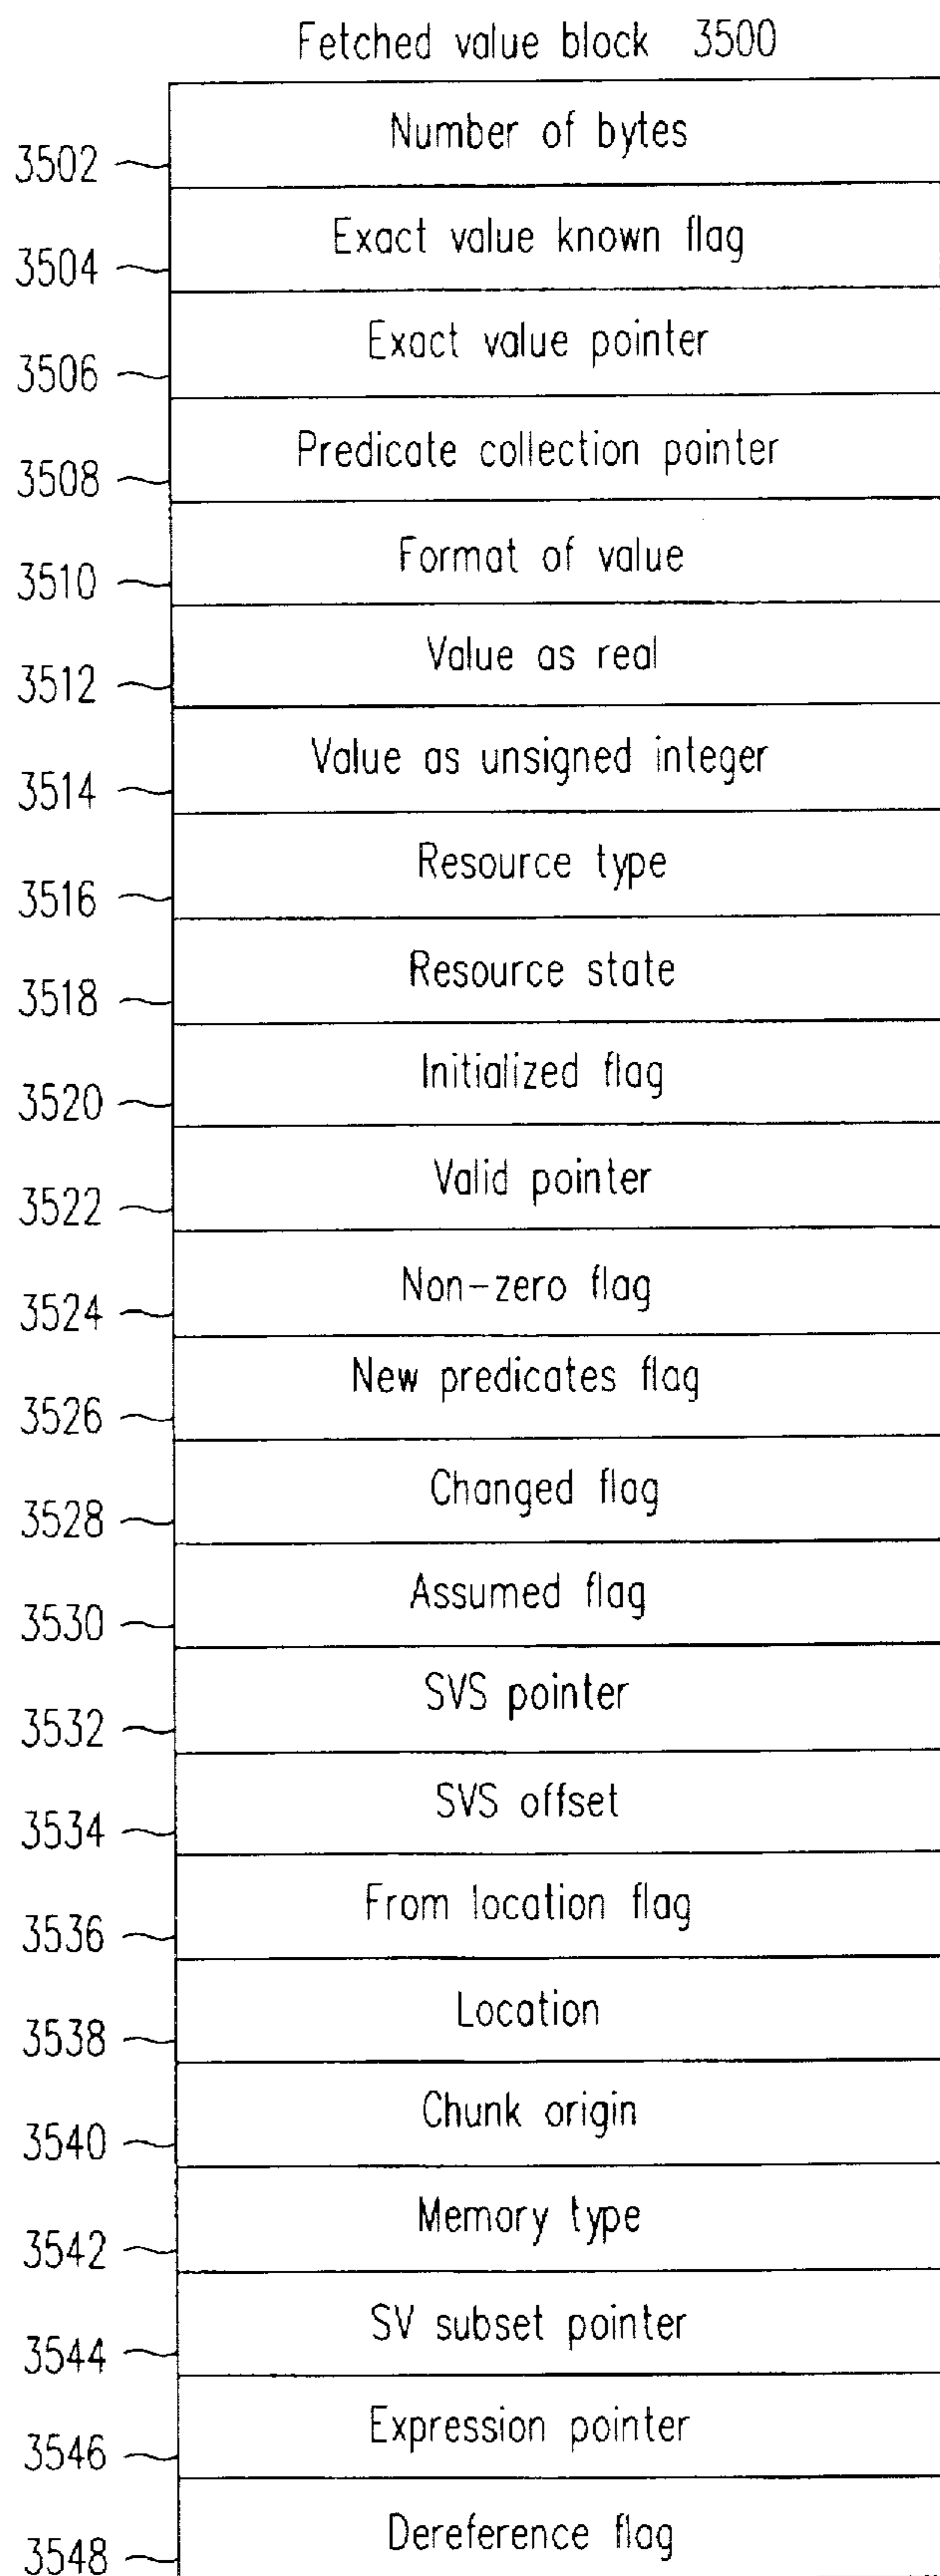 Fetched value block 3500
Number of bytes
3502
Exact value known flag
3504
Exact value pointer
3506
Predicate collection pointer
3508
Format of value
3510
Value as real
3512
Value as unsigned integer
3514
Resource type
3516
Resource state
3518
Initialized flag
3520
Valid pointer
3522
Non-zero flag
3524
New predicates flag
3526
Changed flag
3528
Assumed flag
3530
SVS pointer
3532
SVS offset
3534
From location flag
3536
Location
3538
Chunk origin
3540
Memory type
3542
SV subset pointer
3544
Expression pointer
3546
Dereference flag
3548